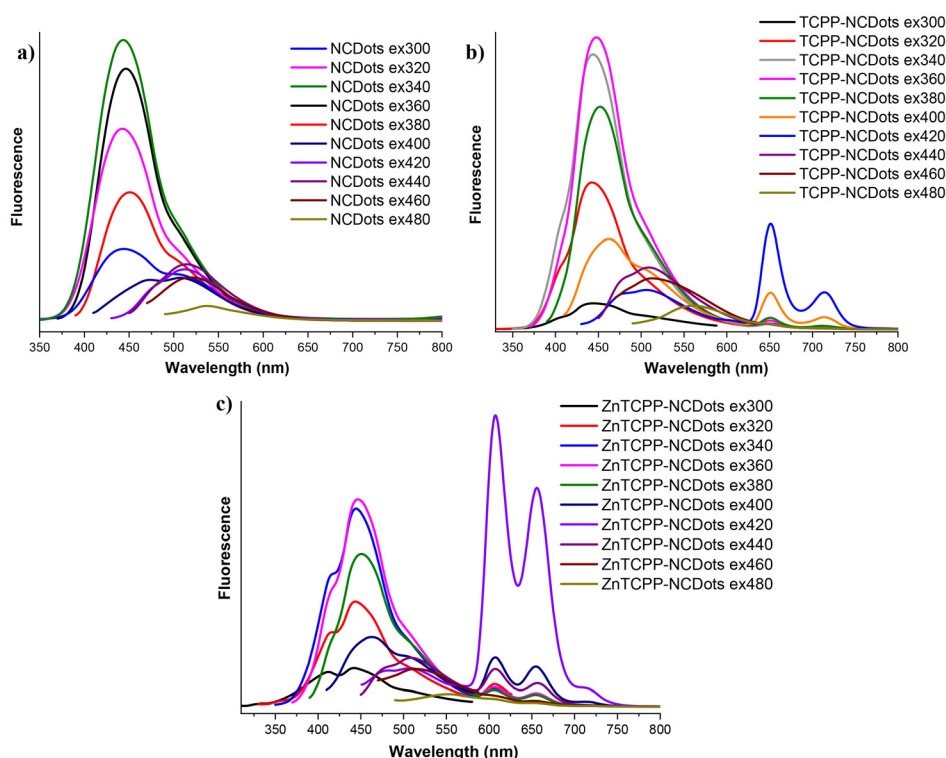 a)
Fluorescence
NCDots ex300
NCDots ex320
NCDots ex340
NCDots ex360
NCDots ex380
NCDots ex400
NCDots ex420
NCDots ex440
NCDots ex460
NCDots ex480
350 400 450 500 550 600 650 700 750 800
Wavelength (nm)
b)
Fluorescence
TCPP-NCDots ex300
TCPP-NCDots ex320
TCPP-NCDots ex340
TCPP-NCDots ex360
TCPP-NCDots ex380
TCPP-NCDots ex400
TCPP-NCDots ex420
TCPP-NCDots ex440
TCPP-NCDots ex460
TCPP-NCDots ex480
350 400 450 500 550 600 650 700 750 800
Wavelength (nm)
c)
Fluorescence
ZnTCPP-NCDots ex300
ZnTCPP-NCDots ex320
ZnTCPP-NCDots ex340
ZnTCPP-NCDots ex360
ZnTCPP-NCDots ex380
ZnTCPP-NCDots ex400
ZnTCPP-NCDots ex420
ZnTCPP-NCDots ex440
ZnTCPP-NCDots ex460
ZnTCPP-NCDots ex480
350 400 450 500 550 600 650 700 750 800
Wavelength (nm)